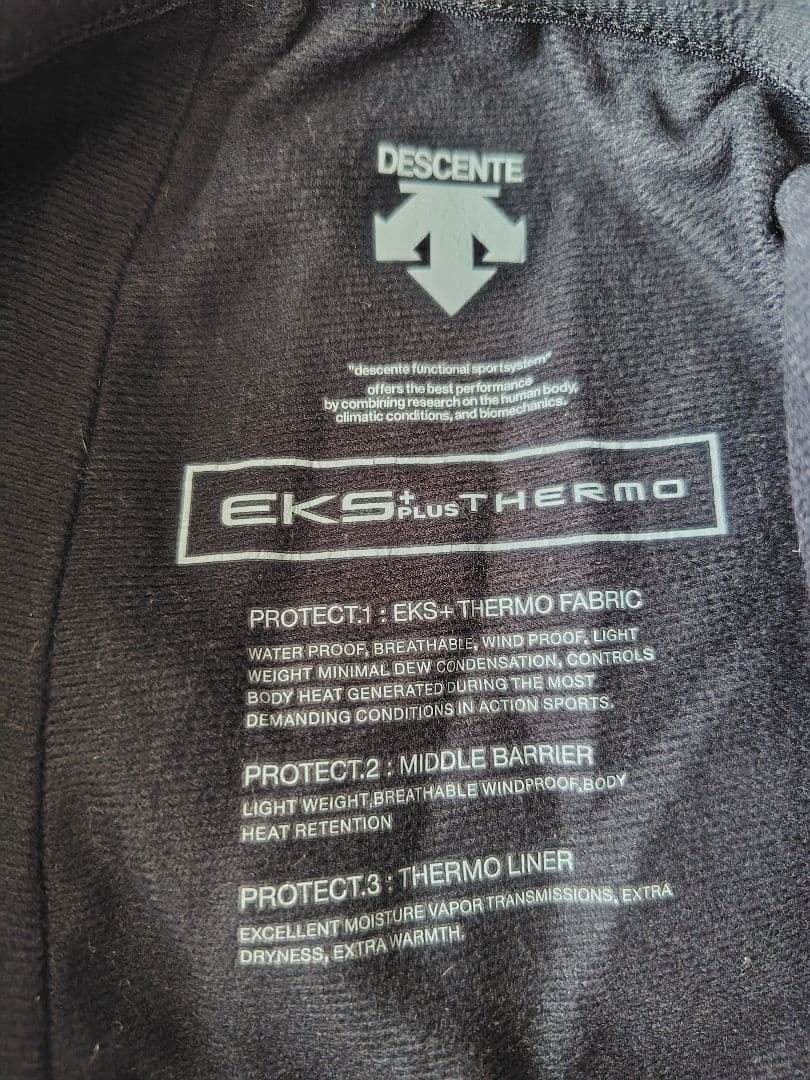 DESCENTE
"descente functional sportsystem"
offers the best performance
by combining research on the human body,
climatic conditions, and biomechanics.
EKS+ PLUS THERMO
PROTECT.1 : EKS+ THERMO FABRIC
WATER PROOF, BREATHABLE, WIND PROOF, LIGHT
WEIGHT MINIMAL DEW CONDENSATION, CONTROLS
BODY HEAT GENERATED DURING THE MOST
DEMANDING CONDITIONS IN ACTION SPORTS.
PROTECT.2 : MIDDLE BARRIER
LIGHT WEIGHT,BREATHABLE WINDPROOF,BODY
HEAT RETENTION
PROTECT.3 : THERMO LINER
EXCELLENT MOISTURE VAPOR TRANSMISSIONS, EXTRA
DRYNESS, EXTRA WARMTH.